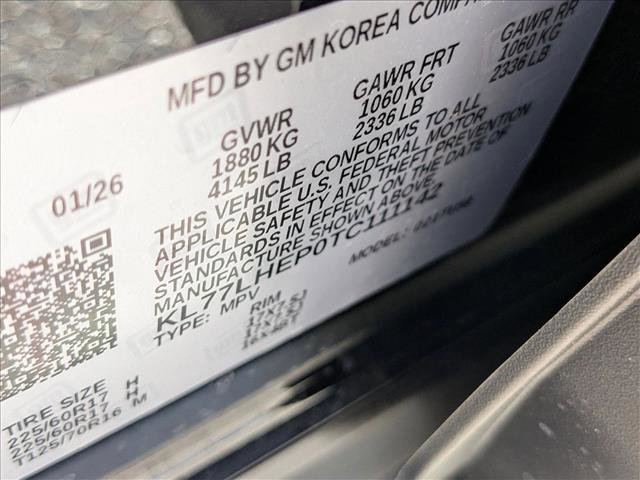 MFD BY GM KOREA COMPA
01/26
GVWR GAWR FRT GAWR RR
1880 KG 1060 KG 1060 KG
4145 LB 2336 LB 2336 LB
THIS VEHICLE CONFORMS TO ALL
APPLICABLE U.S. FEDERAL MOTOR
VEHICLE SAFETY AND THEFT PREVENTION
STANDARDS IN EFFECT ON THE DATE OF
MANUFACTURE SHOWN ABOVE.
KL77LHEP0TC111142
TYPE: MPV MODEL:
TIRE SIZE RIM
225/60R17 H 17X7.5J
225/60R17 H
T125/70R16 M